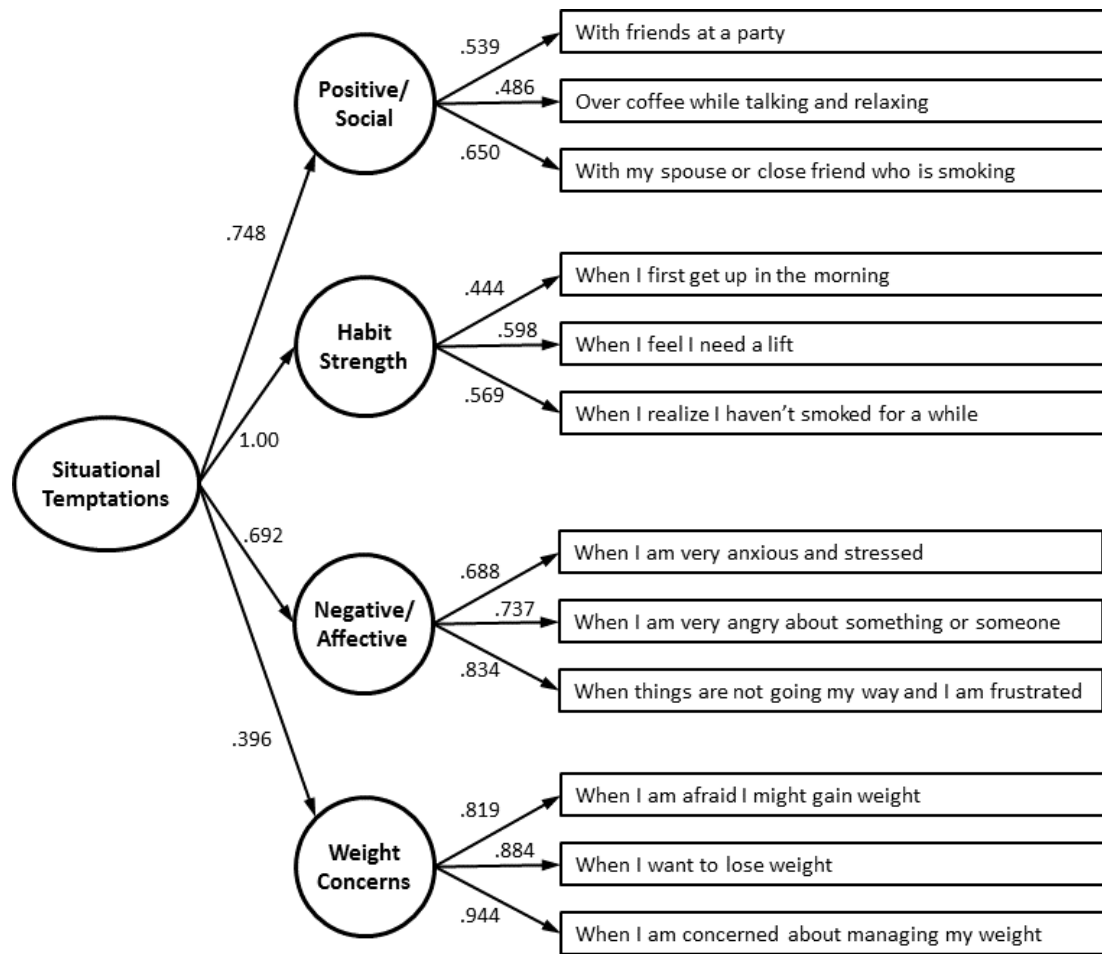 With friends at a party
.539
Positive/
Social
.486
Over coffee while talking and relaxing
.650
With my spouse or close friend who is smoking
.748
When I first get up in the morning
.444
Habit
Strength
.598
When I feel I need a lift
.569
When I realize I haven’t smoked for a while
1.00
Situational
Temptations
.692
When I am very anxious and stressed
.688
Negative/
Affective
.737
When I am very angry about something or someone
.834
When things are not going my way and I am frustrated
.396
When I am afraid I might gain weight
.819
Weight
Concerns
.884
When I want to lose weight
.944
When I am concerned about managing my weight